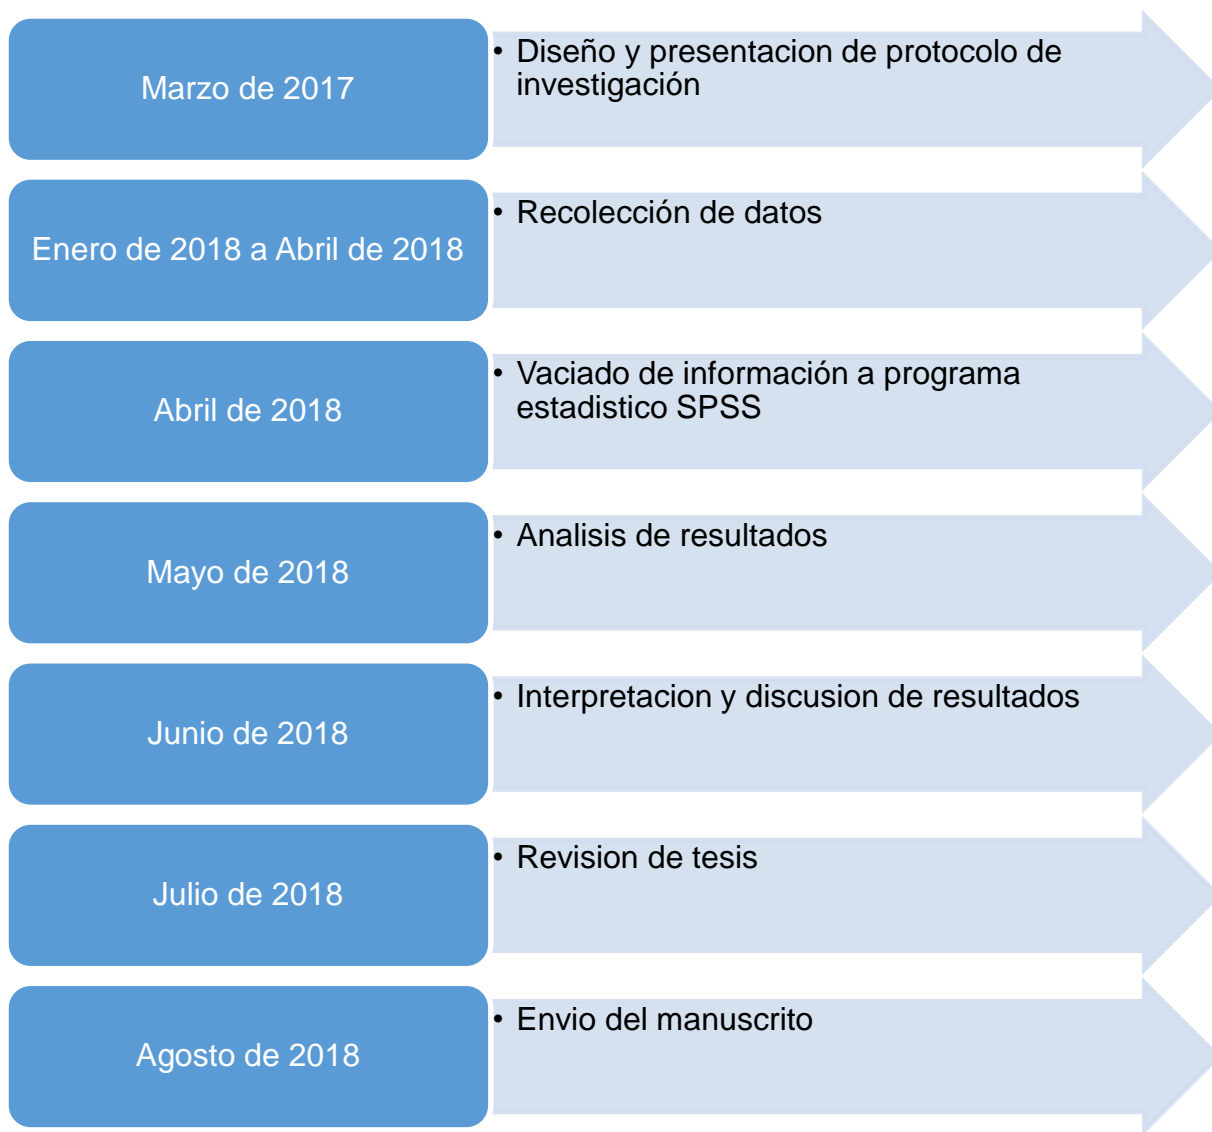 Marzo de 2017
• Diseño y presentacion de protocolo de
investigación
Enero de 2018 a Abril de 2018
• Recolección de datos
Abril de 2018
• Vaciado de información a programa
estadistico SPSS
Mayo de 2018
• Analisis de resultados
Junio de 2018
• Interpretacion y discusion de resultados
Julio de 2018
• Revision de tesis
Agosto de 2018
• Envio del manuscrito